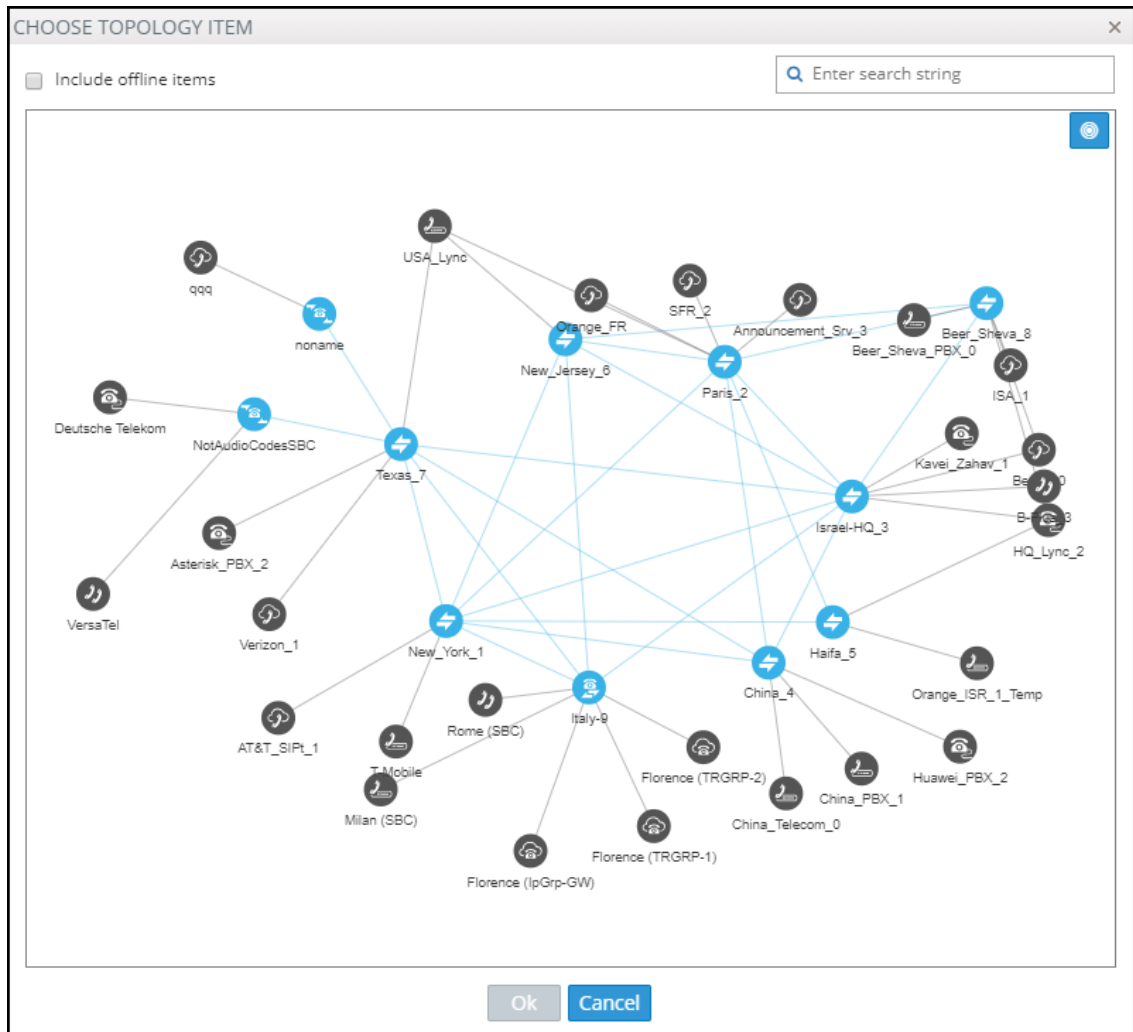 CHOOSE TOPOLOGY ITEM
Include offline items
Enter search string
USA_Lync
qqq
SFR_2
Orange_FR
Announcement_Srv_3
Beer_Sheva_8
noname
Beer_Sheva_PBX_0
New_Jersey_6
Paris_2
ISA_1
Deutsche Telekom
NotAudioCodesSBC
Kavei_Zahav_1
Texas_7
Israel-HQ_3
HQ_Lync_2
Asterisk_PBX_2
VersaTel
Verizon_1
New_York_1
Haifa_5
China_4
Orange_ISR_1_Temp
Italy-9
Rome (SBC)
AT&T_SIPt_1
T-Mobile
Florence (TRGRP-2)
Huawei_PBX_2
China_PBX_1
Milan (SBC)
China_Telecom_0
Florence (TRGRP-1)
Florence (IpGrp-GW)
Ok
Cancel